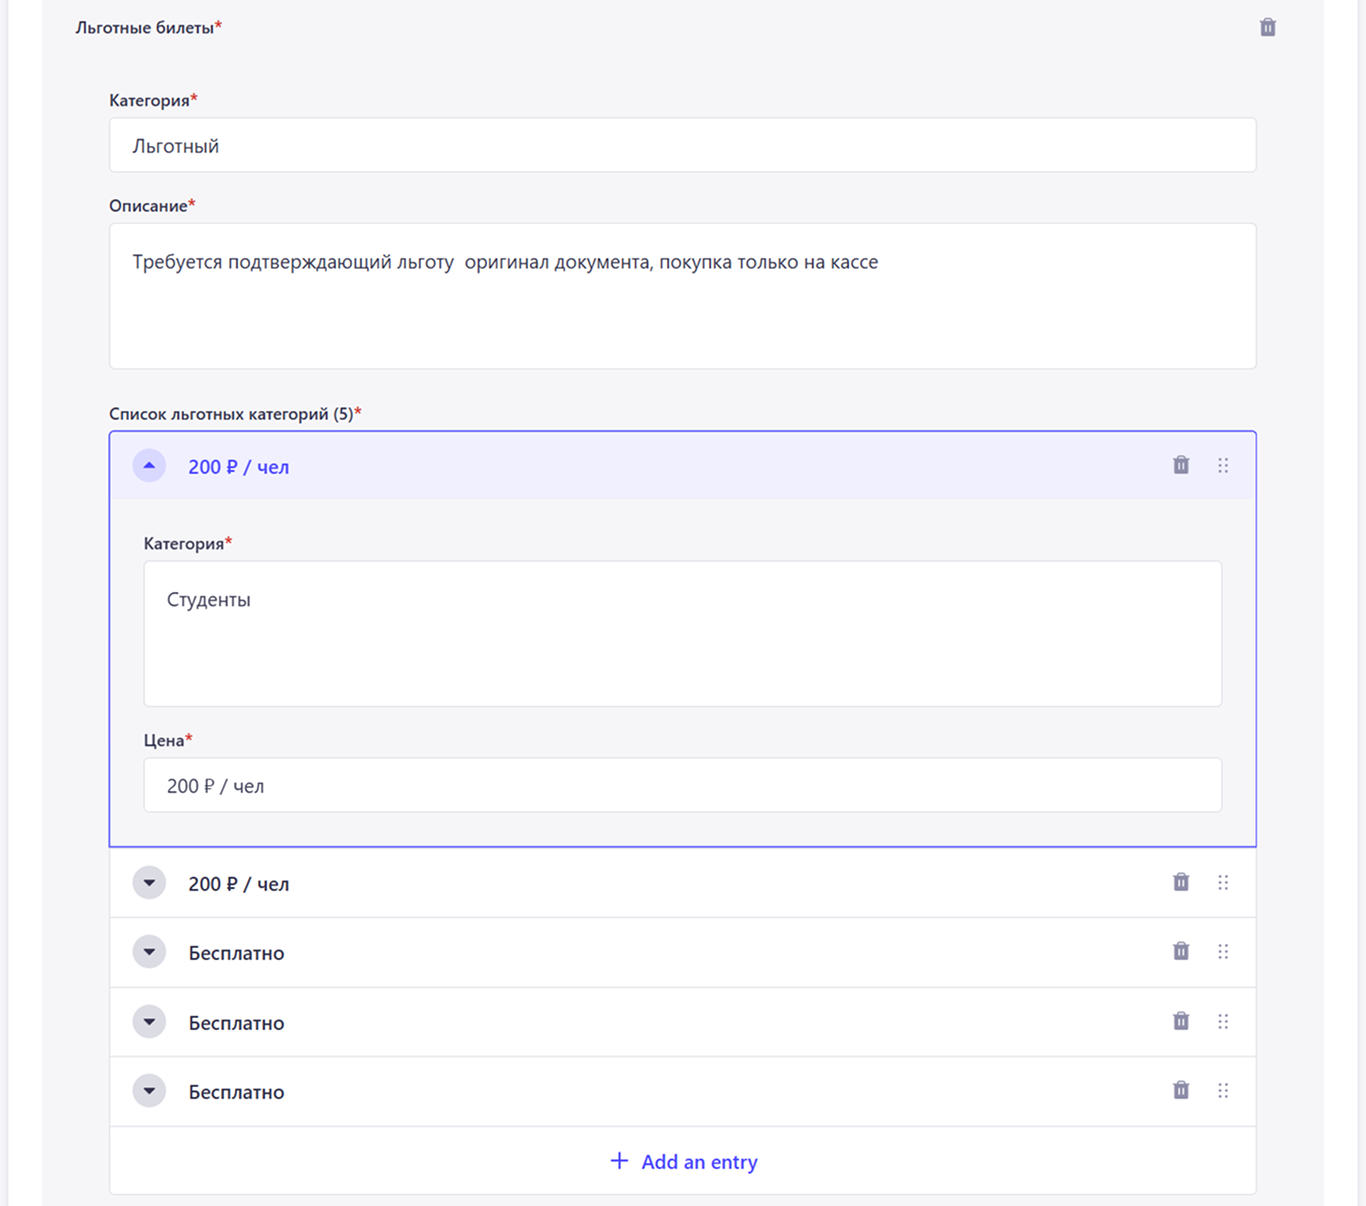 Льготные билеты*
Категория*
Льготный
Описание*
Требуется подтверждающий льготу  оригинал документа, покупка только на кассе
Список льготных категорий (5)*
200 ₽ / чел
Категория*
Студенты
Цена*
200 ₽ / чел
200 ₽ / чел
Бесплатно
Бесплатно
Бесплатно
+ Add an entry